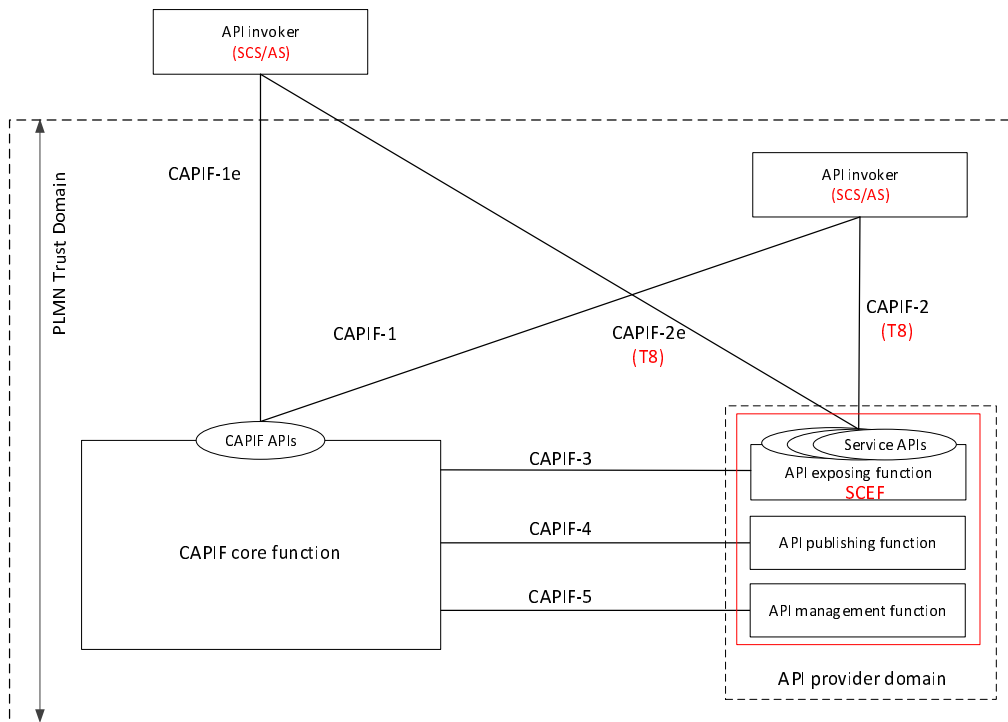 API invoker
(SCS/AS)
CAPIF-1e
PLMN Trust Domain
API invoker
(SCS/AS)
CAPIF-1
CAPIF-2e
(T8)
CAPIF-2
(T8)
CAPIF APIs
Service APIs
CAPIF-3
API exposing function
SCEF
CAPIF core function
CAPIF-4
API publishing function
CAPIF-5
API management function
API provider domain